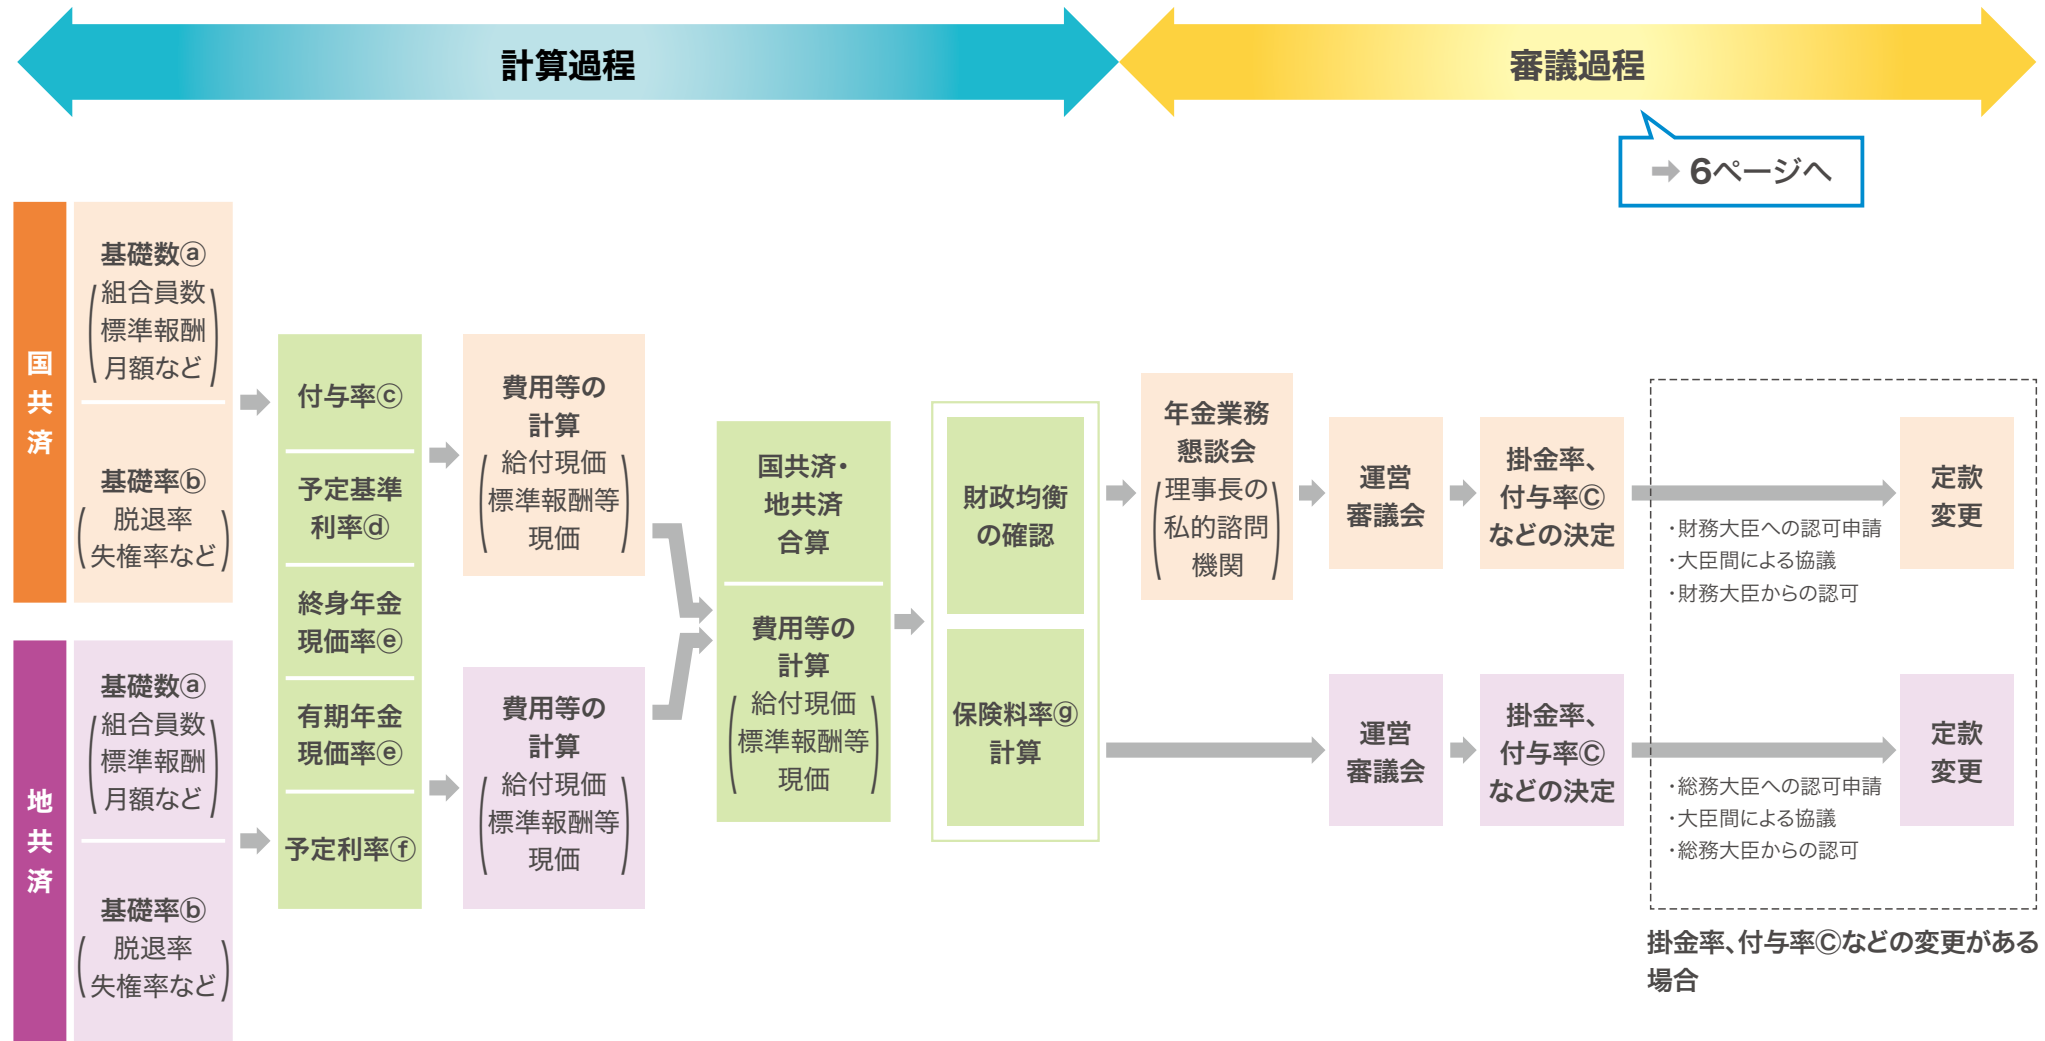 計算過程
審議過程
➡ 6ページへ
国共済
基礎数ⓐ
組合員数
標準報酬
月額など
基礎率ⓑ
脱退率
失権率など
地共済
基礎数ⓐ
組合員数
標準報酬
月額など
基礎率ⓑ
脱退率
失権率など
付与率ⓒ
予定基準
利率ⓓ
終身年金
現価率ⓔ
有期年金
現価率ⓔ
予定利率ⓕ
費用等の
計算
給付現価
標準報酬等
現価
費用等の
計算
給付現価
標準報酬等
現価
国共済・
地共済
合算
費用等の
計算
給付現価
標準報酬等
現価
財政均衡
の確認
保険料率ⓖ
計算
年金業務
懇談会
理事長の
私的諮問
機関
運営
審議会
掛金率、
付与率Ⓒ
などの決定
・財務大臣への認可申請
・大臣間による協議
・財務大臣からの認可
定款
変更
運営
審議会
掛金率、
付与率Ⓒ
などの決定
・総務大臣への認可申請
・大臣間による協議
・総務大臣からの認可
定款
変更
掛金率、付与率Ⓒなどの変更がある
場合